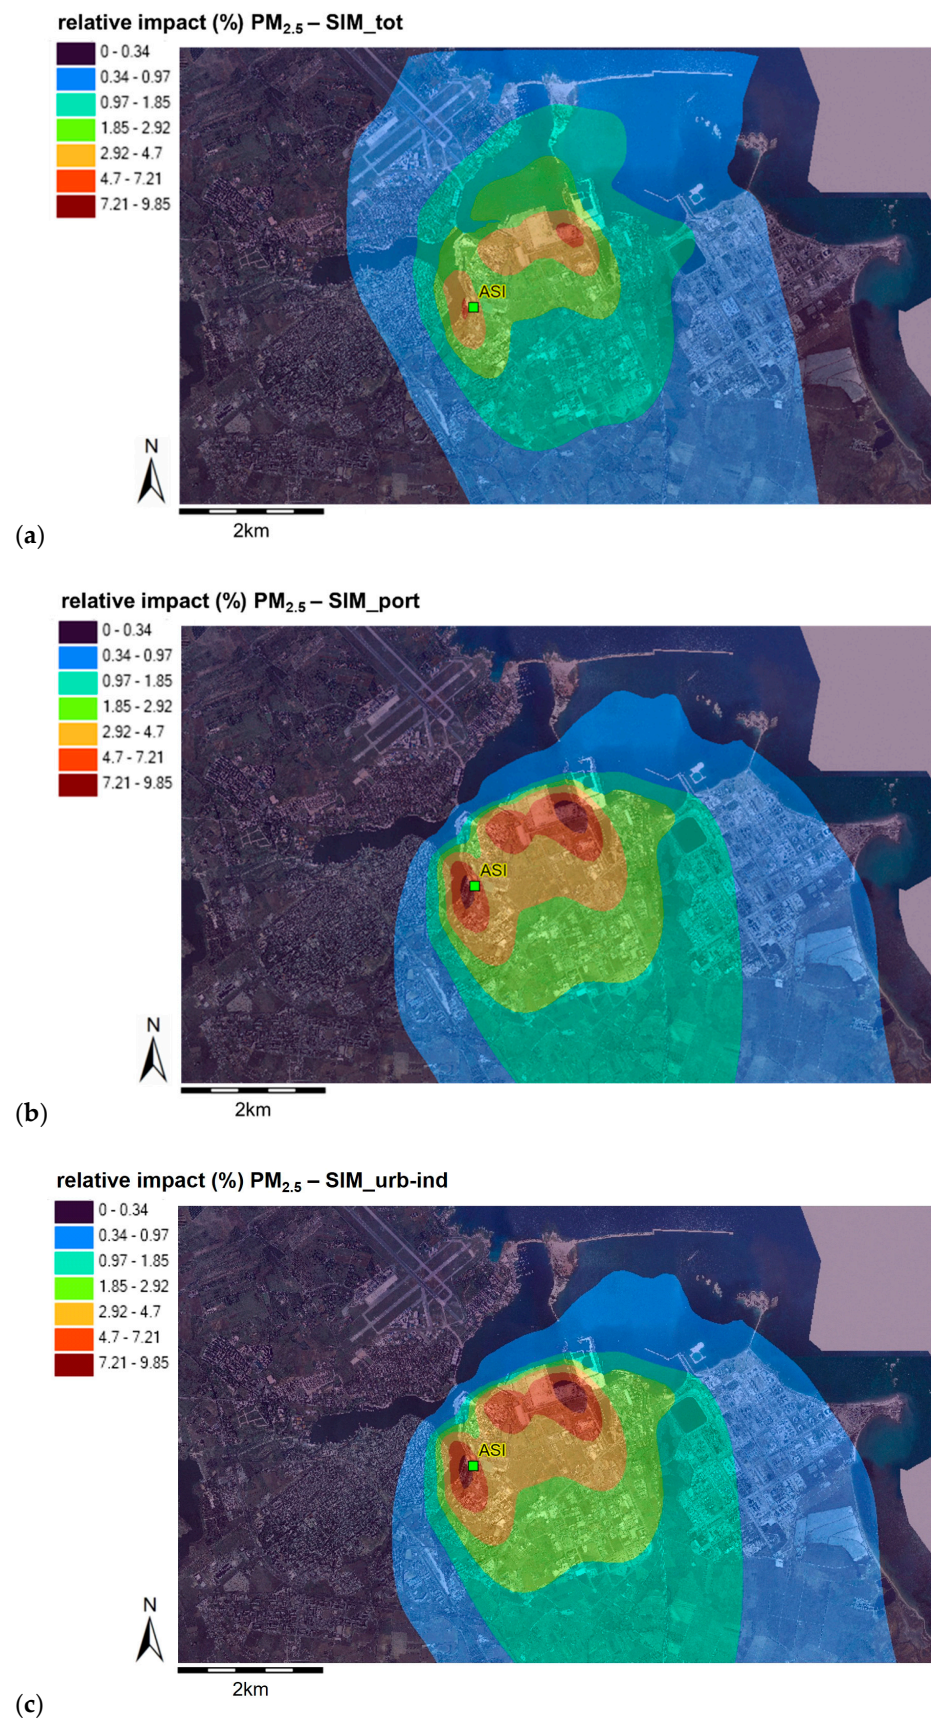 relative impact (%) PM2.5 – SIM_tot
0 - 0.34
0.34 - 0.97
0.97 - 1.85
1.85 - 2.92
2.92 - 4.7
4.7 - 7.21
7.21 - 9.85
ASI
N
2km
(a)
relative impact (%) PM2.5 – SIM_port
0 - 0.34
0.34 - 0.97
0.97 - 1.85
1.85 - 2.92
2.92 - 4.7
4.7 - 7.21
7.21 - 9.85
ASI
N
2km
(b)
relative impact (%) PM2.5 – SIM_urb-ind
0 - 0.34
0.34 - 0.97
0.97 - 1.85
1.85 - 2.92
2.92 - 4.7
4.7 - 7.21
7.21 - 9.85
ASI
N
2km
(c)